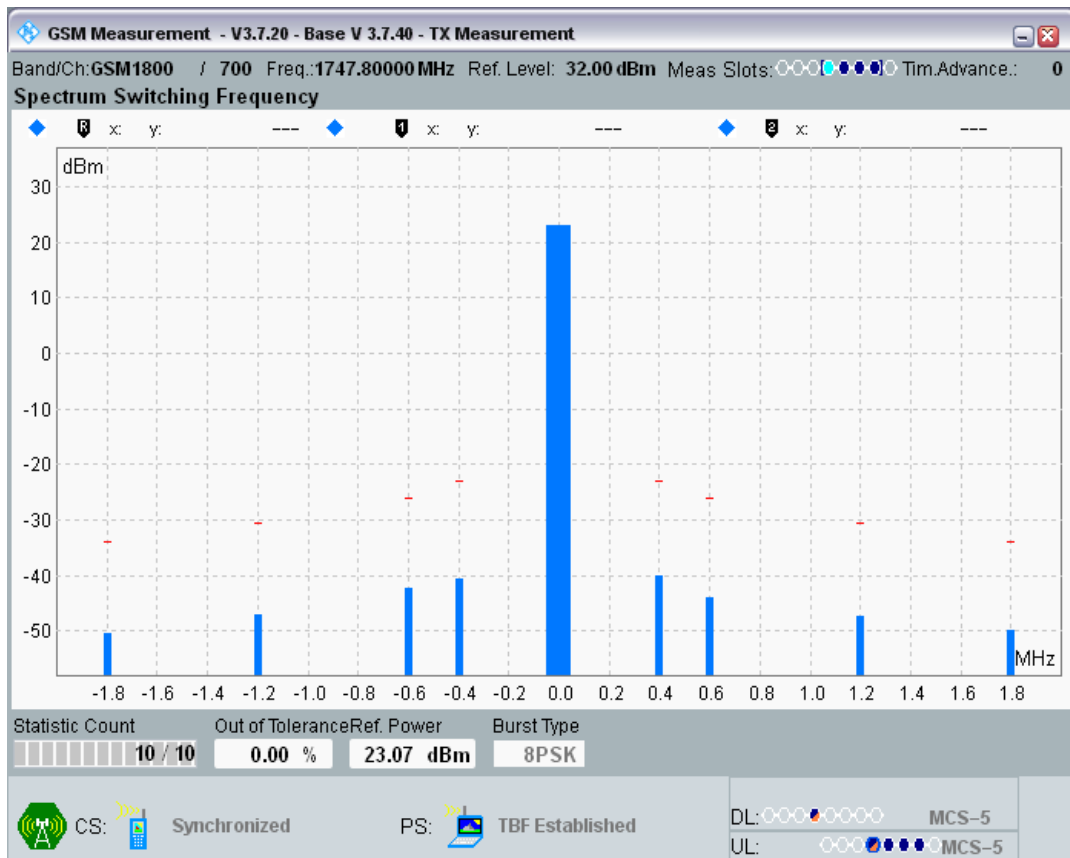 GSM Measurement - V3.7.20 - Base V 3.7.40 - TX Measurement
Band/Ch:GSM1800 / 700 Freq.:1747.80000 MHz Ref. Level: 32.00 dBm Meas Slots: Tim.Advance.: 0
Spectrum Switching Frequency
R x: y: --- 1 x: y: --- 2 x: y: ---
dBm
30
20
10
0
-10
-20
-30
-40
-50
MHz
-1.8 -1.6 -1.4 -1.2 -1.0 -0.8 -0.6 -0.4 -0.2 0.0 0.2 0.4 0.6 0.8 1.0 1.2 1.4 1.6 1.8
Statistic Count Out of Tolerance Ref. Power Burst Type
10 / 10 0.00 % 23.07 dBm 8PSK
CS: Synchronized PS: TBF Established
DL: MCS-5
UL: MCS-5